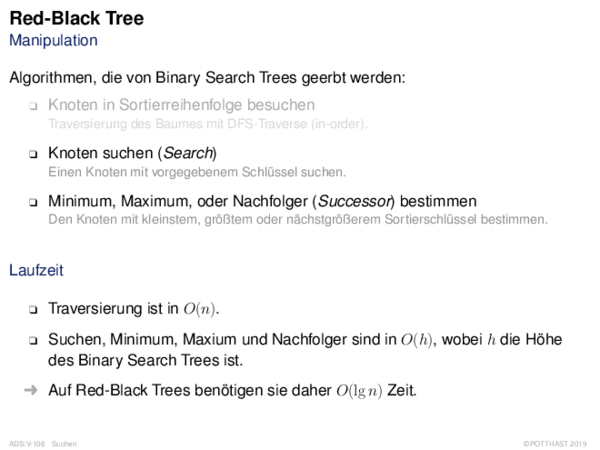 Red-Black Tree
Manipulation
Algorithmen, die von Binary Search Trees geerbt werden:
❑ Knoten in Sortierreihenfolge besuchen
Traversierung des Baumes mit DFS-Traverse (in-order).
❑ Knoten suchen (Search)
Einen Knoten mit vorgegebenem Schlüssel suchen.
❑ Minimum, Maximum, oder Nachfolger (Successor) bestimmen
Den Knoten mit kleinstem, größtem oder nächstgrößerem Sortierschlüssel bestimmen.
Laufzeit
❑ Traversierung ist in O(n).
❑ Suchen, Minimum, Maxium und Nachfolger sind in O(h), wobei h die Höhe
des Binary Search Trees ist.
➜ Auf Red-Black Trees benötigen sie daher O(lg n) Zeit.
ADS:V-106 Suchen
©POTTHAST 2019